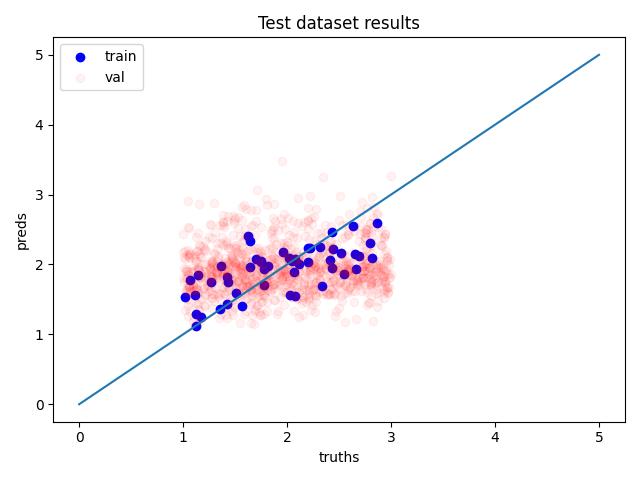 Test dataset results
train
val
5
4
3
2
1
0
preds
0 1 2 3 4 5
truths